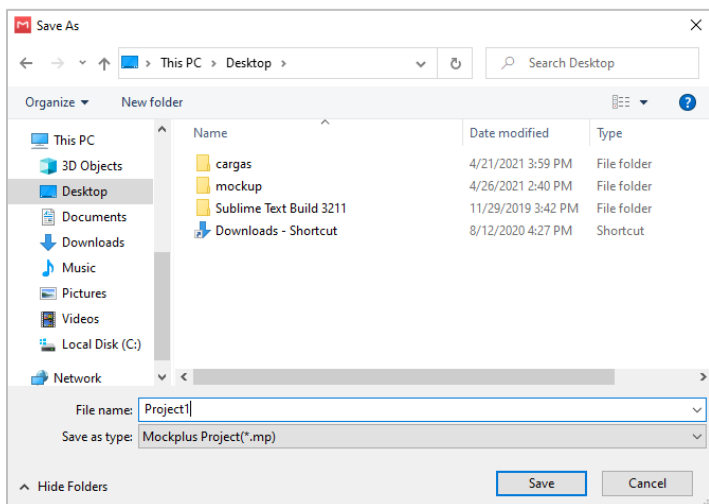 Save As
This PC > Desktop >
Search Desktop
Organize
New folder
Name
Date modified
Type
This PC
3D Objects
Desktop
Documents
Downloads
Music
Pictures
Videos
Local Disk (C:)
Network
cargas 4/21/2021 3:59 PM File folder
mockup 4/26/2021 2:40 PM File folder
Sublime Text Build 3211 11/29/2019 3:42 PM File folder
Downloads - Shortcut 8/12/2020 4:27 PM Shortcut
File name: Project1
Save as type: Mockplus Project(*.mp)
Hide Folders
Save
Cancel